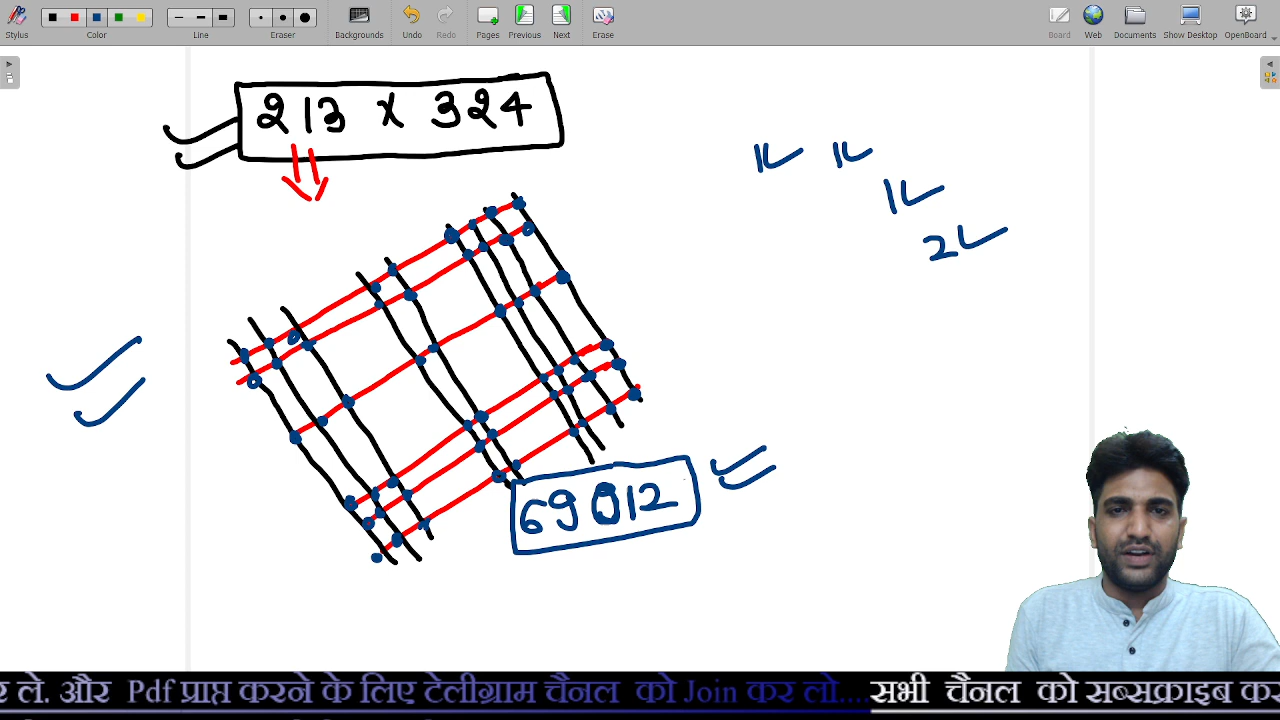 Stylus Color Line Eraser Backgrounds Undo Redo Pages Previous Next Erase Board Web Documents Show Desktop OpenBoard
213 x 324
1 1
1
2
69012
र ले. और Pdf प्राप्त करने के लिए टेलीग्राम चैनल को Join कर लो.... सभी चैनल को सब्सक्राइब कर